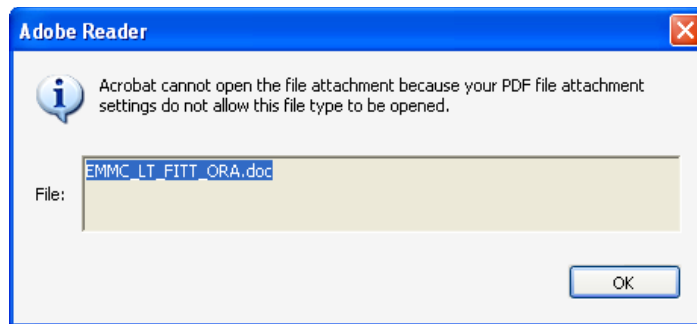 Adobe Reader
Acrobat cannot open the file attachment because your PDF file attachment
settings do not allow this file type to be opened.
EMMC_LT_FITT_ORA.doc
File:
OK